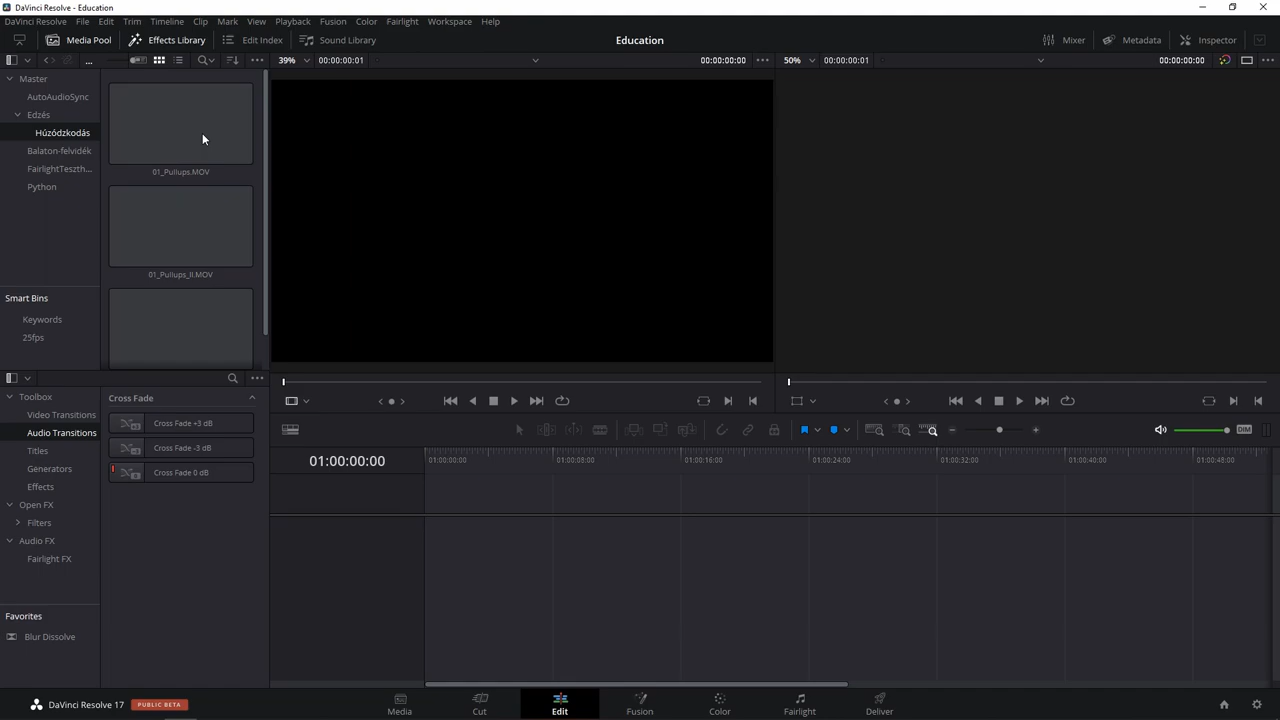 DaVinci Resolve - Education
DaVinci Resolve File Edit Trim Timeline Clip Mark View Playback Fusion Color Fairlight Workspace Help
Media Pool Effects Library Edit Index Sound Library Education Mixer Metadata Inspector
... 39% 00:00:00:01 00:00:00:00 50% 00:00:00:01 00:00:00:00
Master
AutoAudioSync
Edzés
Húzódzkodás
Balaton-felvidék
FairlightTeszth...
Python
01_Pullups.MOV
01_Pullups_II.MOV
Smart Bins
Keywords
25fps
Toolbox
Video Transitions
Audio Transitions
Titles
Generators
Effects
Open FX
Filters
Audio FX
Fairlight FX
Favorites
Blur Dissolve
Cross Fade
Cross Fade +3 dB
Cross Fade -3 dB
Cross Fade 0 dB
DIM
01:00:00:00
01:00:00:00 01:00:08:00 01:00:16:00 01:00:24:00 01:00:32:00 01:00:40:00 01:00:48:00
DaVinci Resolve 17 PUBLIC BETA
Media Cut Edit Fusion Color Fairlight Deliver